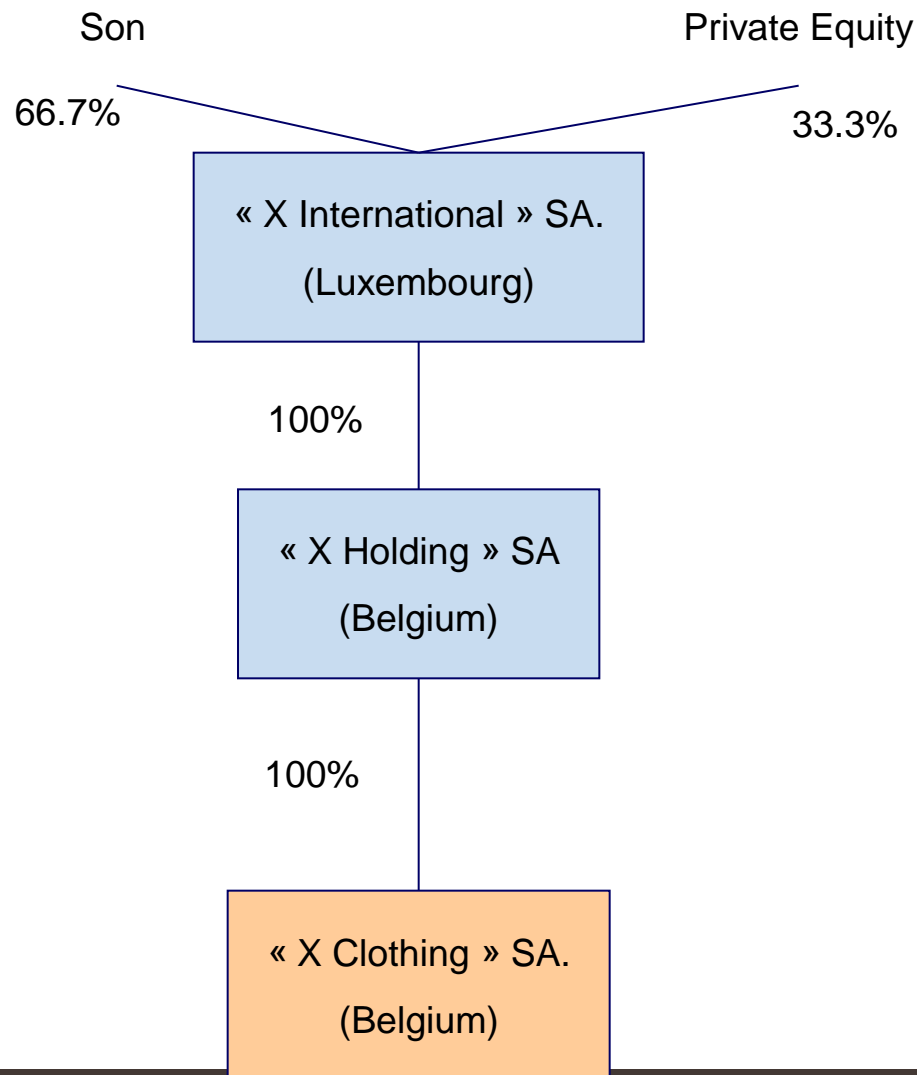 Son
Private Equity
66.7%
33.3%
« X International » SA.
(Luxembourg)
100%
« X Holding » SA
(Belgium)
100%
« X Clothing » SA.
(Belgium)